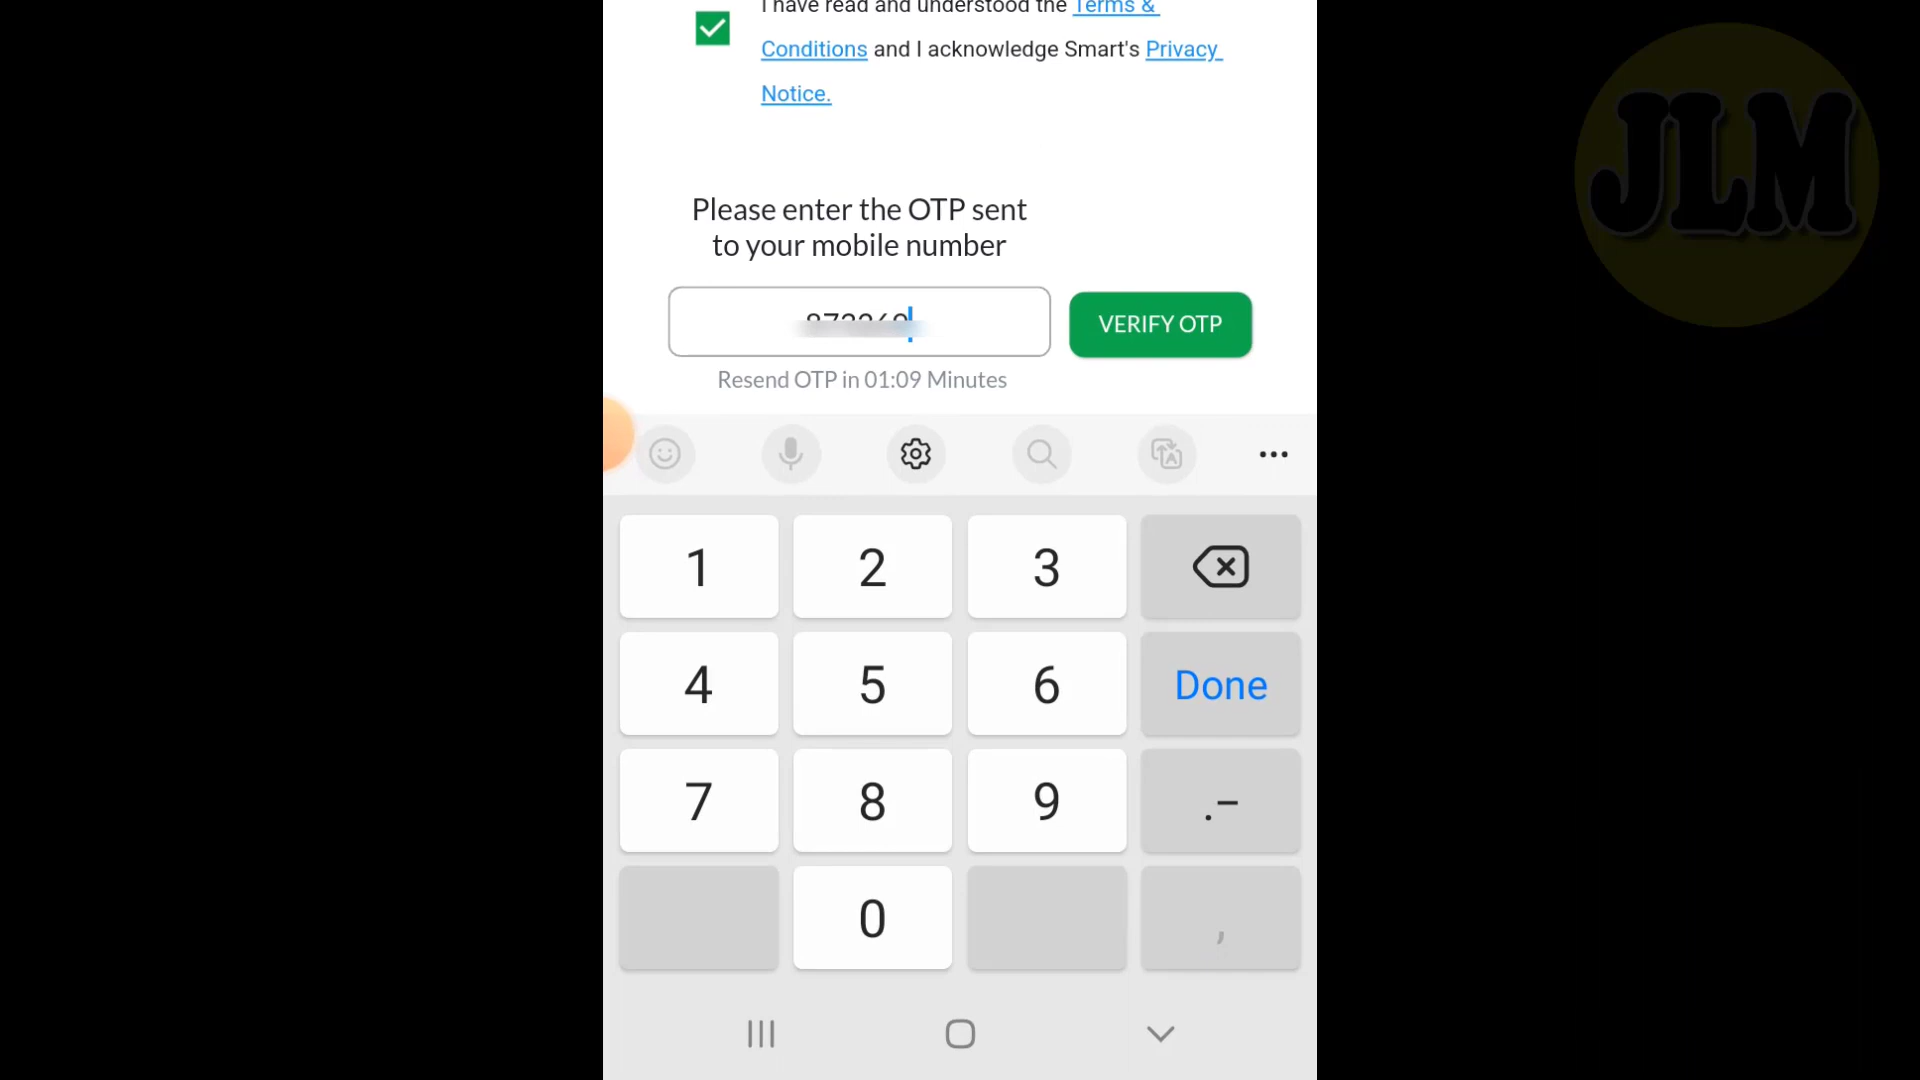 I have read and understood the Terms &
Conditions and I acknowledge Smart's Privacy
Notice.
Please enter the OTP sent
to your mobile number
VERIFY OTP
Resend OTP in 01:09 Minutes
1 2 3
4 5 6 Done
7 8 9 .-
0 ,
JLM